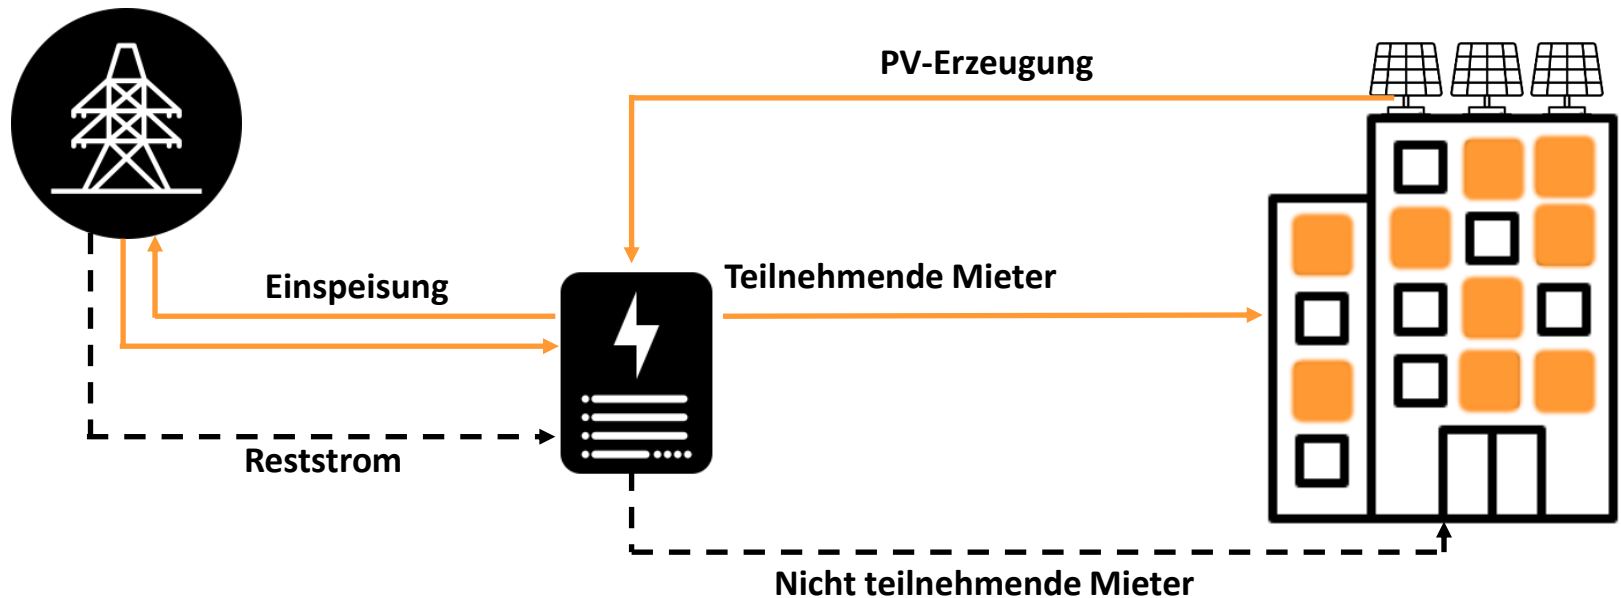 PV-Erzeugung
Einspeisung
Teilnehmende Mieter
Reststrom
Nicht teilnehmende Mieter